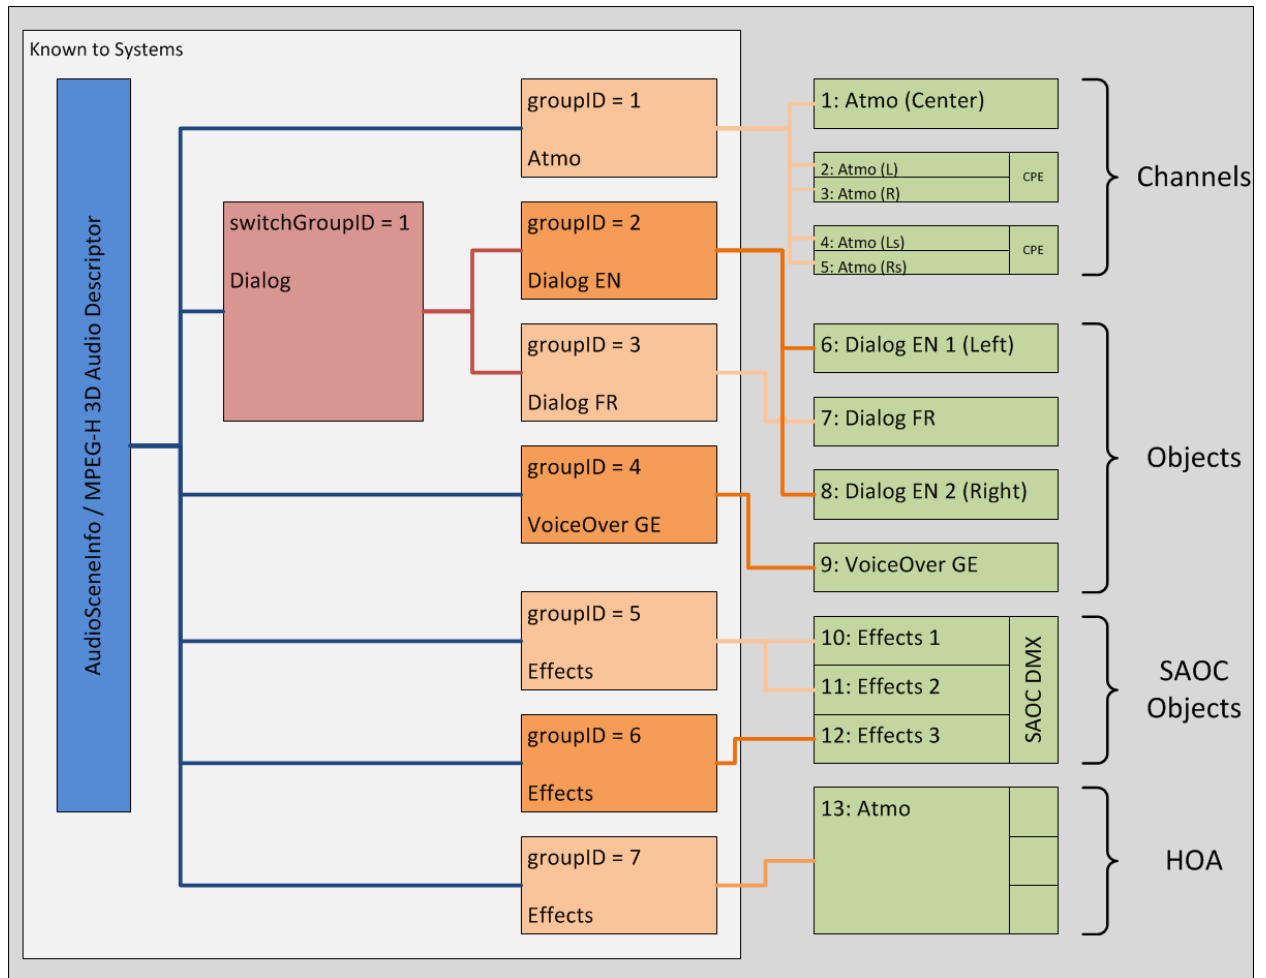 Known to Systems
AudioSceneInfo / MPEG-H 3D Audio Descriptor
switchGroupID = 1
Dialog
groupID = 1
Atmo
groupID = 2
Dialog EN
groupID = 3
Dialog FR
groupID = 4
VoiceOver GE
groupID = 5
Effects
groupID = 6
Effects
groupID = 7
Effects
1: Atmo (Center)
2: Atmo (L)
3: Atmo (R)
CPE
4: Atmo (Ls)
5: Atmo (Rs)
CPE
Channels
6: Dialog EN 1 (Left)
7: Dialog FR
8: Dialog EN 2 (Right)
9: VoiceOver GE
Objects
10: Effects 1
11: Effects 2
12: Effects 3
SAOC DMX
SAOC
Objects
13: Atmo
HOA